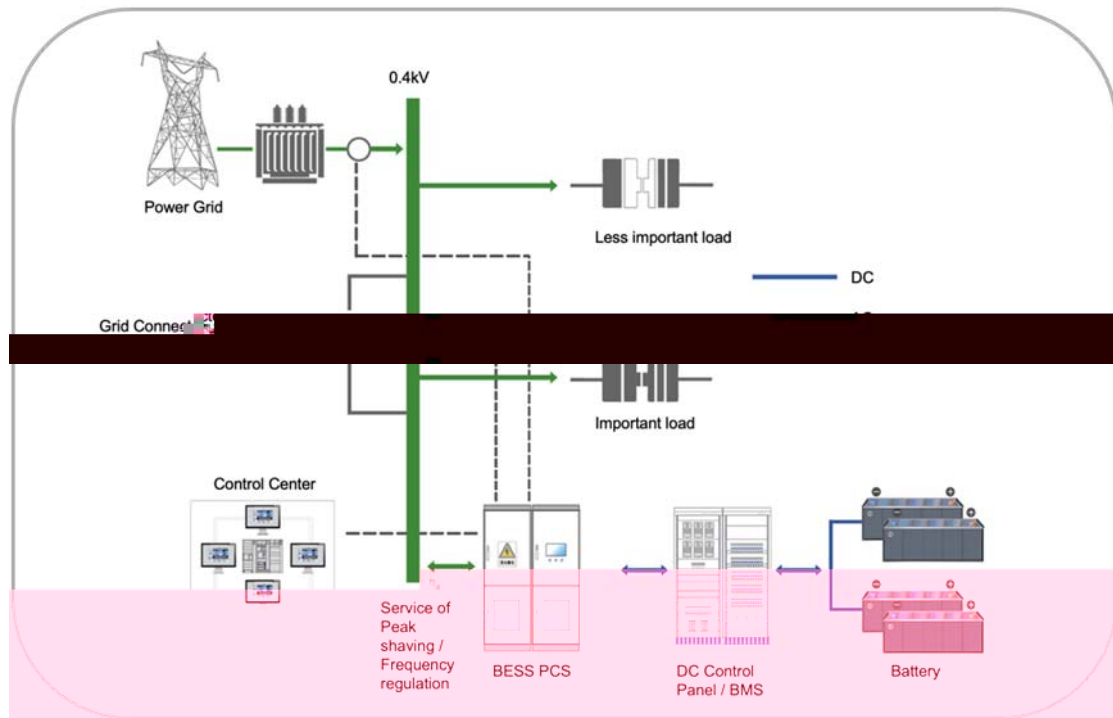 0.4kV
Power Grid
Less important load
DC
Grid
Important load
Control Center
Service of
Peak
shaving /
Frequency
regulation
BESS PCS
DC Control
Panel / BMS
Battery